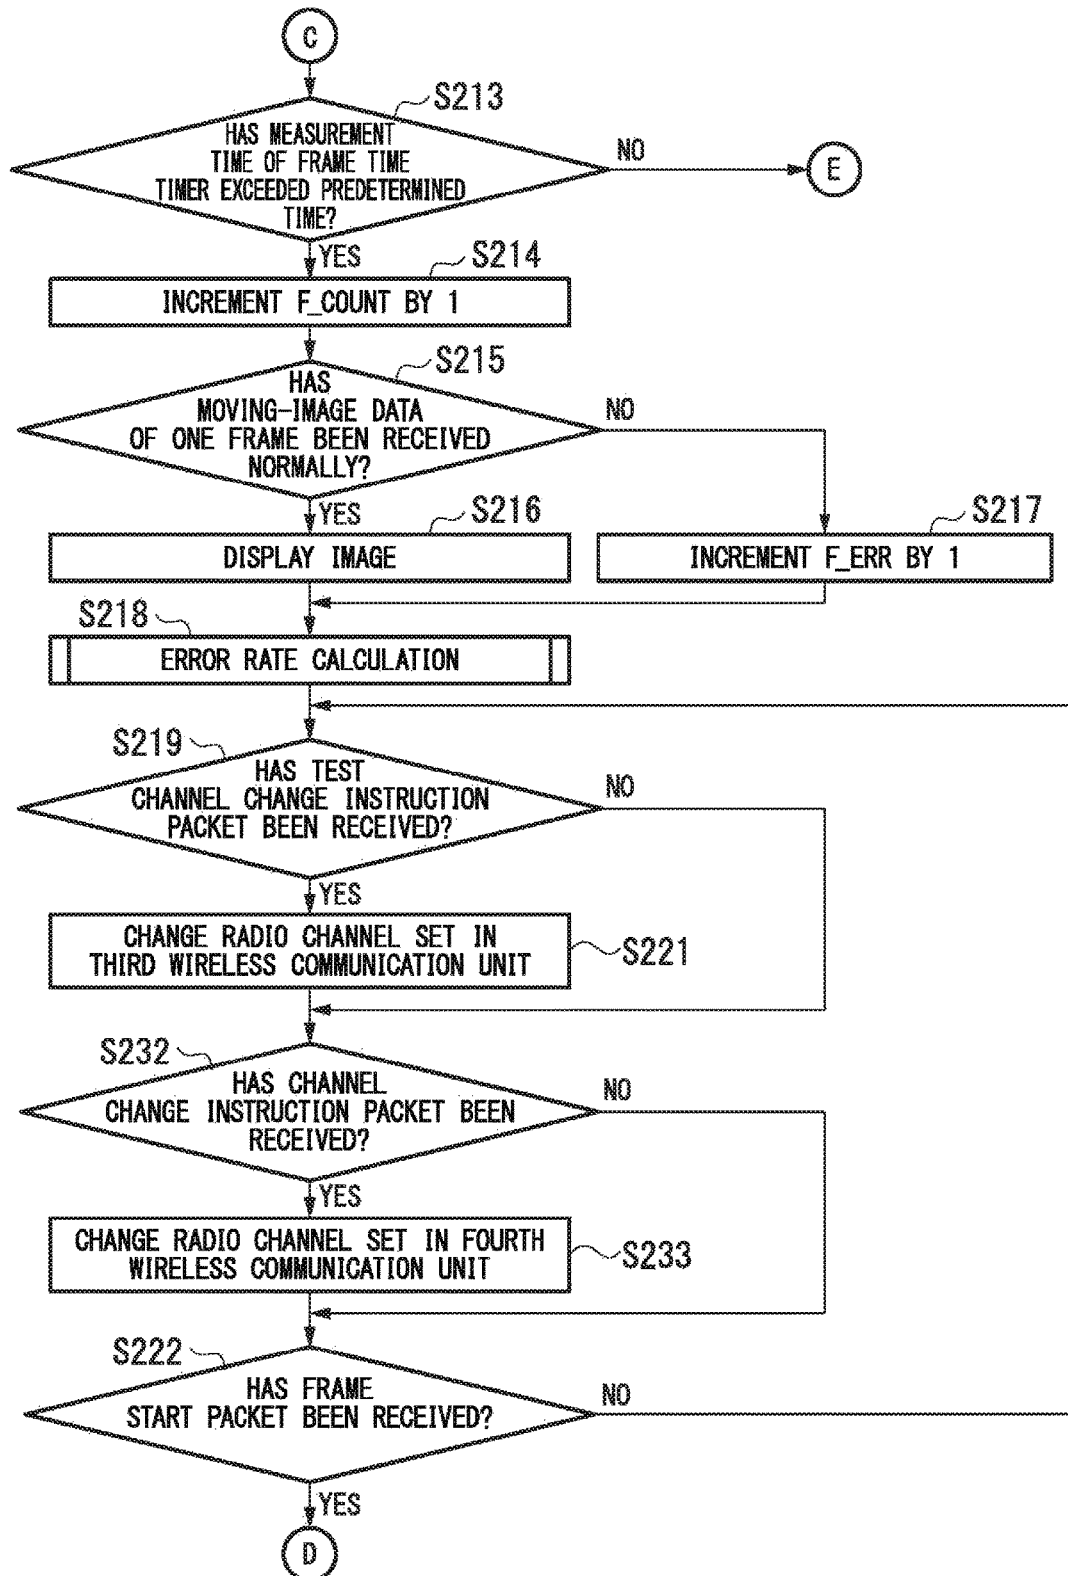 C
S213
HAS MEASUREMENT
TIME OF FRAME TIME
TIMER EXCEEDED PREDETERMINED
TIME?
NO
E
YES
S214
INCREMENT F_COUNT BY 1
S215
HAS
MOVING-IMAGE DATA
OF ONE FRAME BEEN RECEIVED
NORMALLY?
NO
YES
S216
DISPLAY IMAGE
S217
INCREMENT F_ERR BY 1
S218
ERROR RATE CALCULATION
S219
HAS TEST
CHANNEL CHANGE INSTRUCTION
PACKET BEEN RECEIVED?
NO
YES
CHANGE RADIO CHANNEL SET IN
THIRD WIRELESS COMMUNICATION UNIT
S221
S232
HAS CHANNEL
CHANGE INSTRUCTION PACKET BEEN
RECEIVED?
NO
YES
CHANGE RADIO CHANNEL SET IN FOURTH
WIRELESS COMMUNICATION UNIT
S233
S222
HAS FRAME
START PACKET BEEN RECEIVED?
NO
YES
D